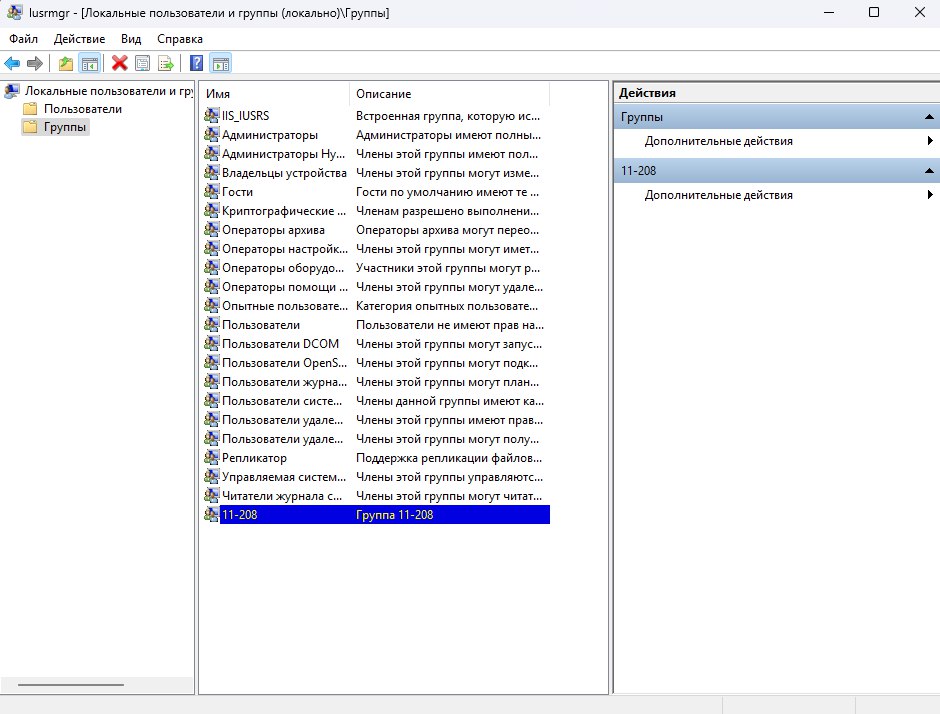 lusrmgr - [Локальные пользователи и группы (локально)\Группы]
Файл Действие Вид Справка
Локальные пользователи и гр
Пользователи
Группы
Имя Описание
IIS_IUSRS Встроенная группа, которую ис...
Администраторы Администраторы имеют полны...
Администраторы Hy... Члены этой группы имеют пол...
Владельцы устройства Члены этой группы могут изме...
Гости Гости по умолчанию имеют те ...
Криптографические ... Членам разрешено выполнени...
Операторы архива Операторы архива могут перео...
Операторы настройк... Члены этой группы могут имет...
Операторы оборудо... Участники этой группы могут р...
Операторы помощи ... Члены этой группы могут удале...
Опытные пользовате... Категория опытных пользовате...
Пользователи Пользователи не имеют прав на...
Пользователи DCOM Члены этой группы могут запус...
Пользователи OpenS... Члены этой группы могут подк...
Пользователи журна... Члены этой группы могут план...
Пользователи систе... Члены данной группы имеют ка...
Пользователи удале... Члены этой группы имеют прав...
Пользователи удале... Члены этой группы могут полу...
Репликатор Поддержка репликации файлов...
Управляемая систем... Члены этой группы управляютс...
Читатели журнала с... Члены этой группы могут читат...
11-208 Группа 11-208
Действия
Группы
Дополнительные действия
11-208
Дополнительные действия